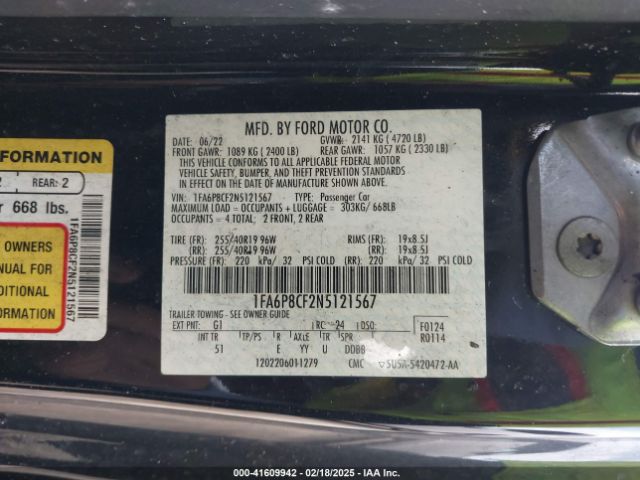 FORMATION
2
REAR: 2
r 668 lbs.
OWNERS
NUAL FOR
DITIONAL
ORMATION
1FA6P8CF2N5121567
MFD. BY FORD MOTOR CO.
06/22
GVWR: 2141 KG ( 4720 LB)
FRONT GAWR: 1089 KG ( 2400 LB)
REAR GAWR: 1057 KG ( 2330 LB)
THIS VEHICLE CONFORMS TO ALL APPLICABLE FEDERAL MOTOR
VEHICLE SAFETY, BUMPER, AND THEFT PREVENTION STANDARDS
IN EFFECT ON THE DATE OF MANUFACTURE SHOWN ABOVE.
VIN: 1FA6P8CF2N5121567 TYPE: Passenger Car
MAXIMUM LOAD = OCCUPANTS + LUGGAGE = 303KG/ 668LB
OCCUPANTS = 4 TOTAL 2 FRONT, 2 REAR
TIRE (FR): 255/40R19 96W RIMS (FR): 19x8.5J
(RR): 255/40R19 96W (RR): 19x8.5J
PRESSURE (FR): 220 kPa/ 32 PSI COLD (RR): 220 kPa/ 32 PSI COLD
1FA6P8CF2N5121567
TRAILER TOWING - SEE OWNER GUIDE
EXT PNT: G1 RC: 24 DSO: F0124
R0114
INT TR TP/PS R AXLE TR SPR
51 E YY U DDBB
1202206011279 CMC 5U5A-5420472-AA
000-41609942 - 02/18/2025 - IAA Inc.